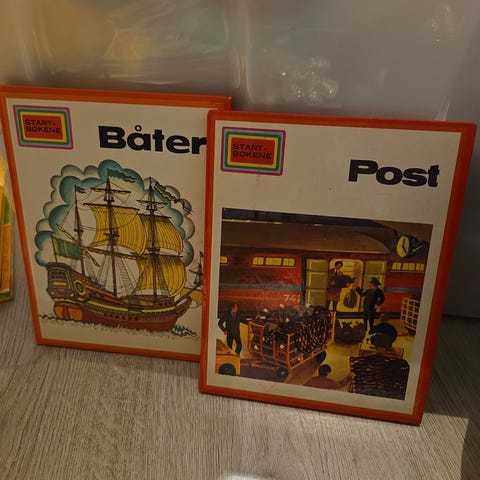 START-
BØKENE
Båter
START-
BØKENE
Post